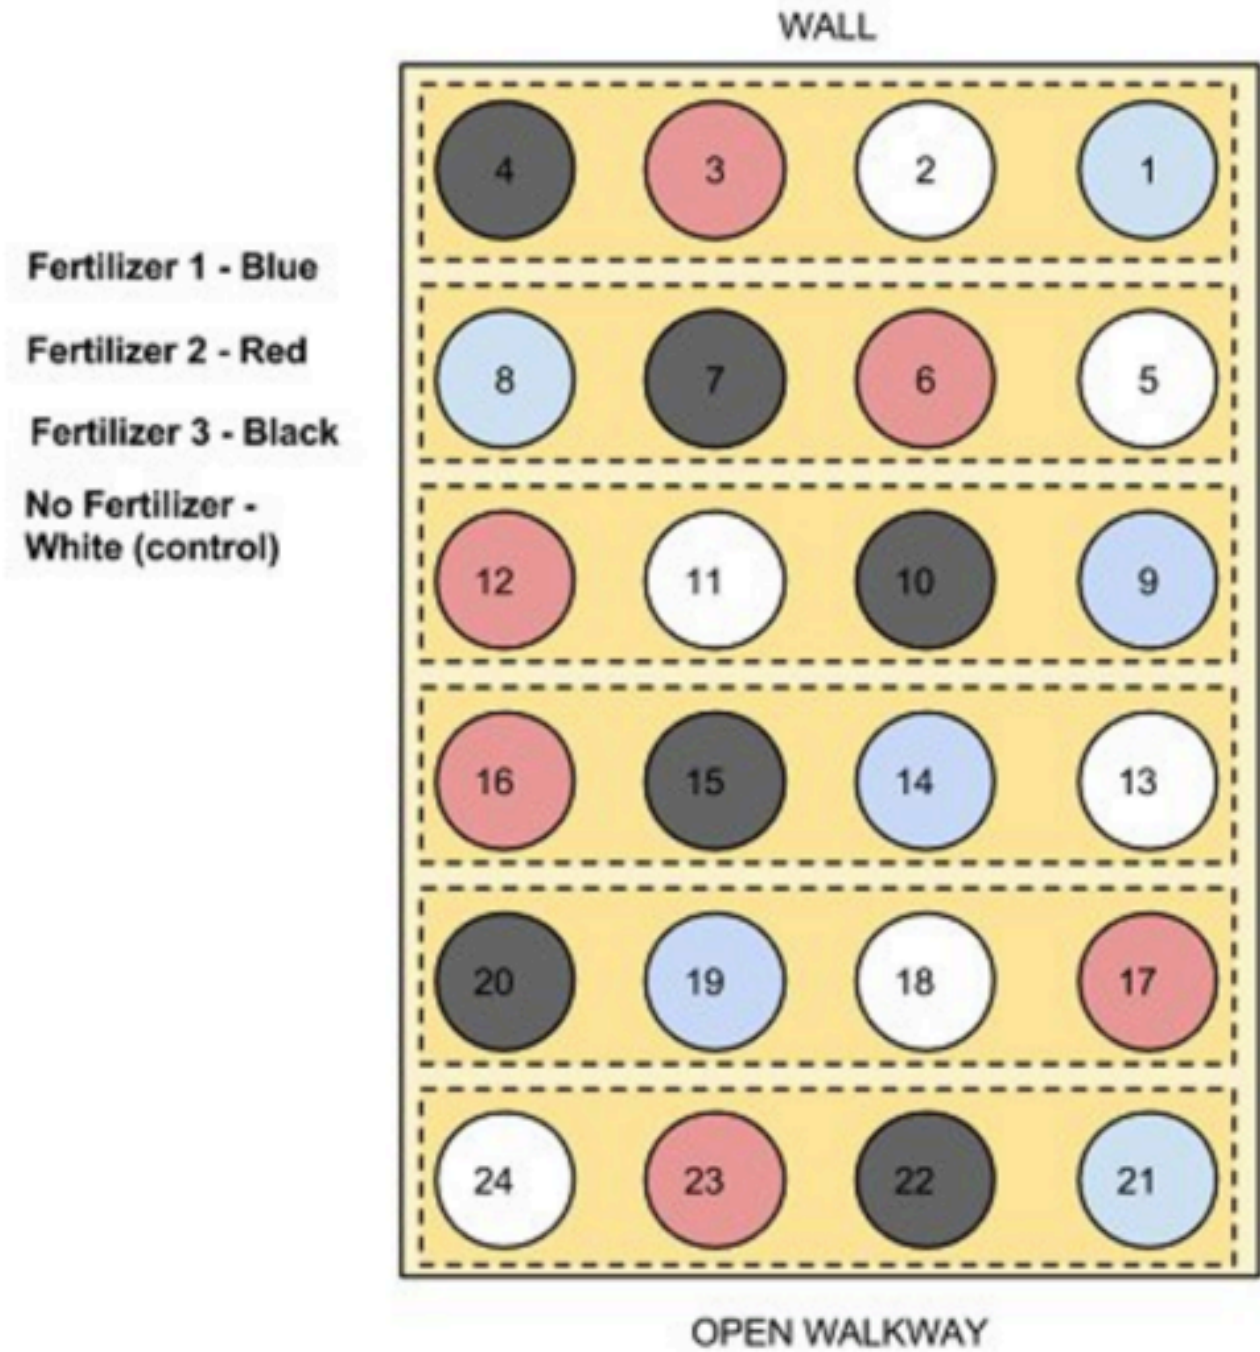 WALL
4 3 2 1
Fertilizer 1 - Blue
Fertilizer 2 - Red
8 7 6 5
Fertilizer 3 - Black
No Fertilizer -
White (control)
12 11 10 9
16 15 14 13
20 19 18 17
24 23 22 21
OPEN WALKWAY